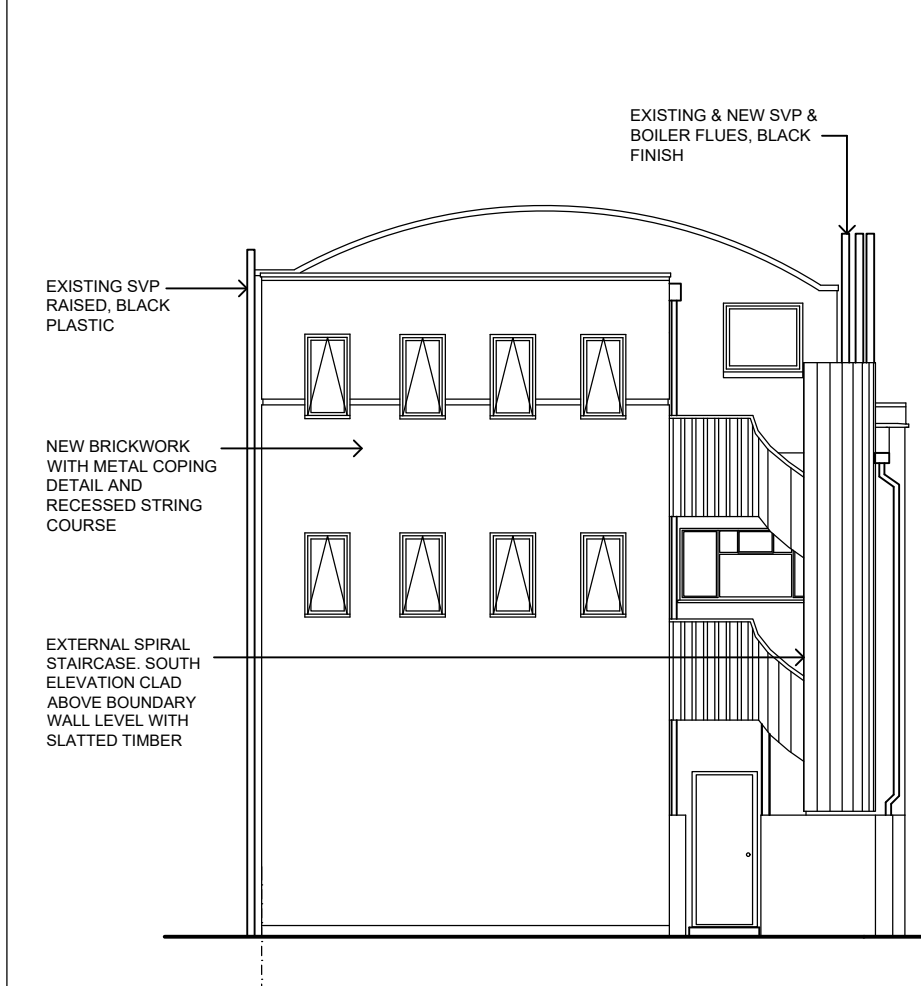 EXISTING & NEW SVP &
BOILER FLUES, BLACK
FINISH
EXISTING SVP
RAISED, BLACK
PLASTIC
NEW BRICKWORK
WITH METAL COPING
DETAIL AND
RECESSED STRING
COURSE
EXTERNAL SPIRAL
STAIRCASE. SOUTH
ELEVATION CLAD
ABOVE BOUNDARY
WALL LEVEL WITH
SLATTED TIMBER